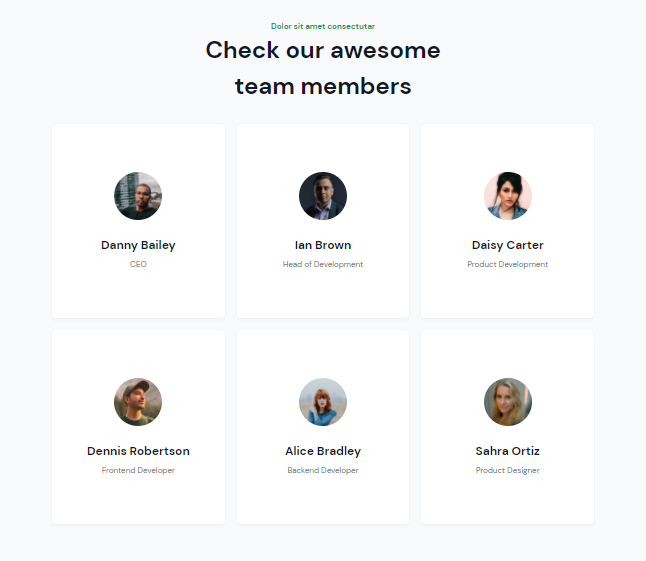 Dolor sit amet consectutar
Check our awesome
team members
Danny Bailey
CEO
Ian Brown
Head of Development
Daisy Carter
Product Development
Dennis Robertson
Frontend Developer
Alice Bradley
Backend Developer
Sahra Ortiz
Product Designer